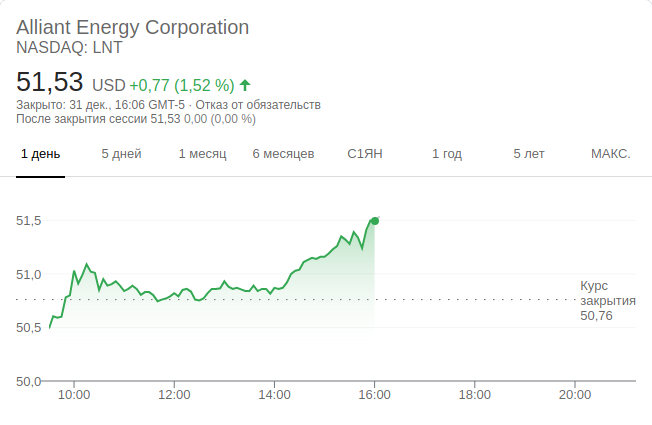 Alliant Energy Corporation
NASDAQ: LNT
51,53 USD +0,77 (1,52 %)
Закрыто: 31 дек., 16:06 GMT-5 · Отказ от обязательств
После закрытия сессии 51,53 0,00 (0,00 %)
1 день 5 дней 1 месяц 6 месяцев С1ЯН 1 год 5 лет МАКС.
51,5
51,0
Курс
закрытия
50,76
50,5
50,0
10:00 12:00 14:00 16:00 18:00 20:00